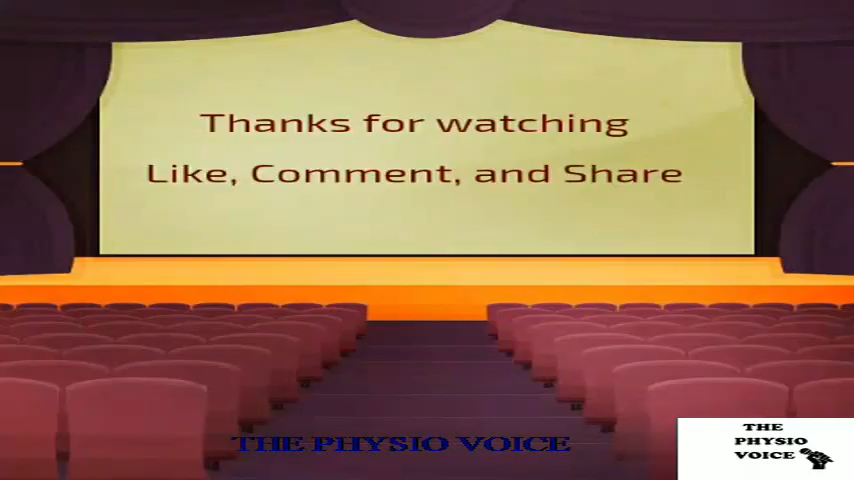 Thanks for watching
Like, Comment, and Share
THE PHYSIO VOICE
THE
PHYSIO
VOICE